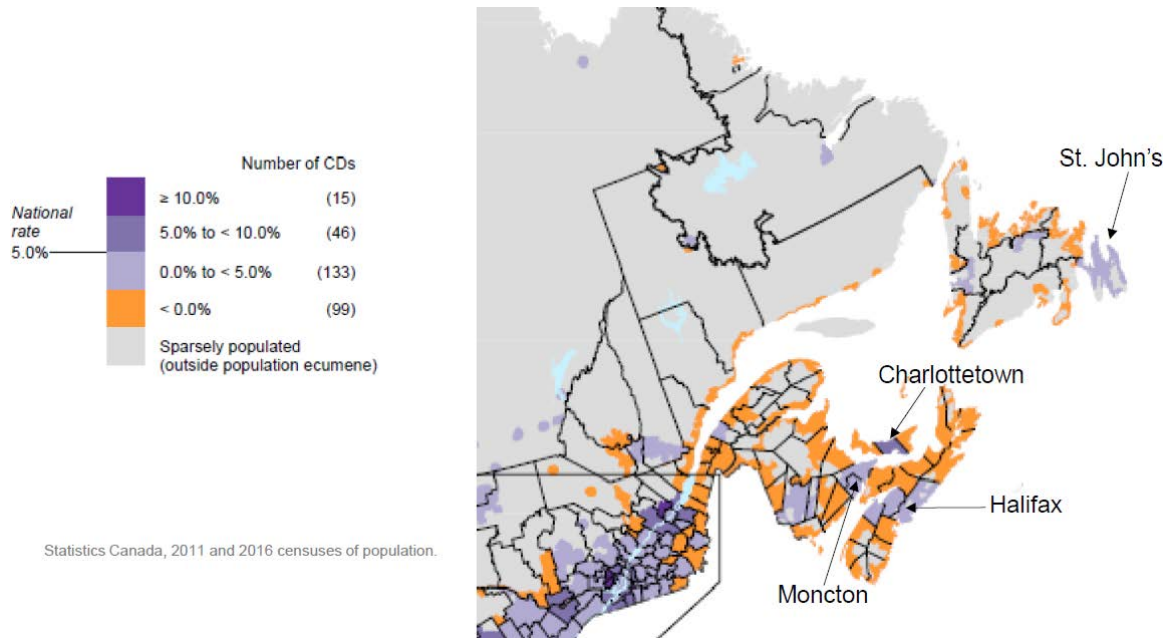 Number of CDs
National rate 5.0%
≥ 10.0% (15)
5.0% to < 10.0% (46)
0.0% to < 5.0% (133)
< 0.0% (99)
Sparsely populated
(outside population ecumene)
Statistics Canada, 2011 and 2016 censuses of population.
St. John's
Charlottetown
Halifax
Moncton